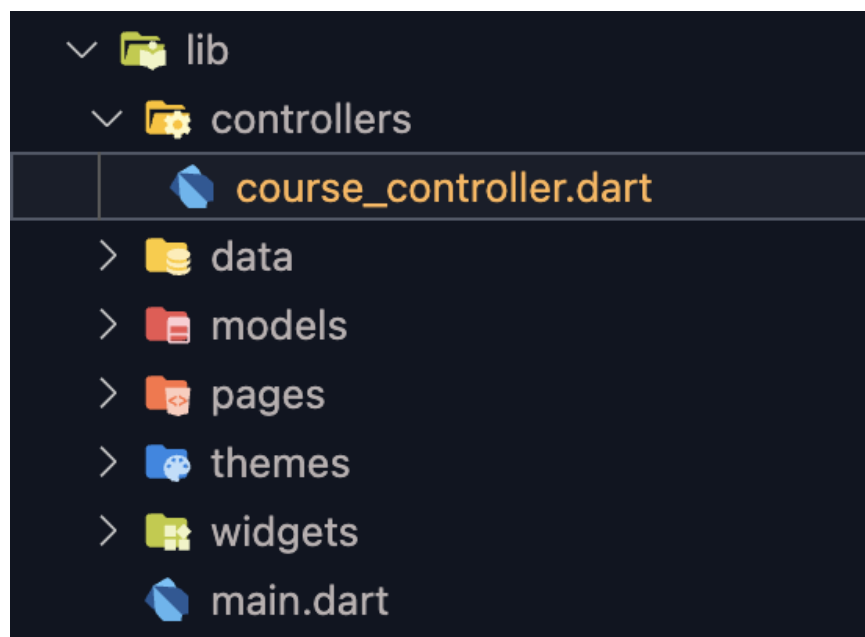 lib
controllers
course_controller.dart
data
models
pages
themes
widgets
main.dart